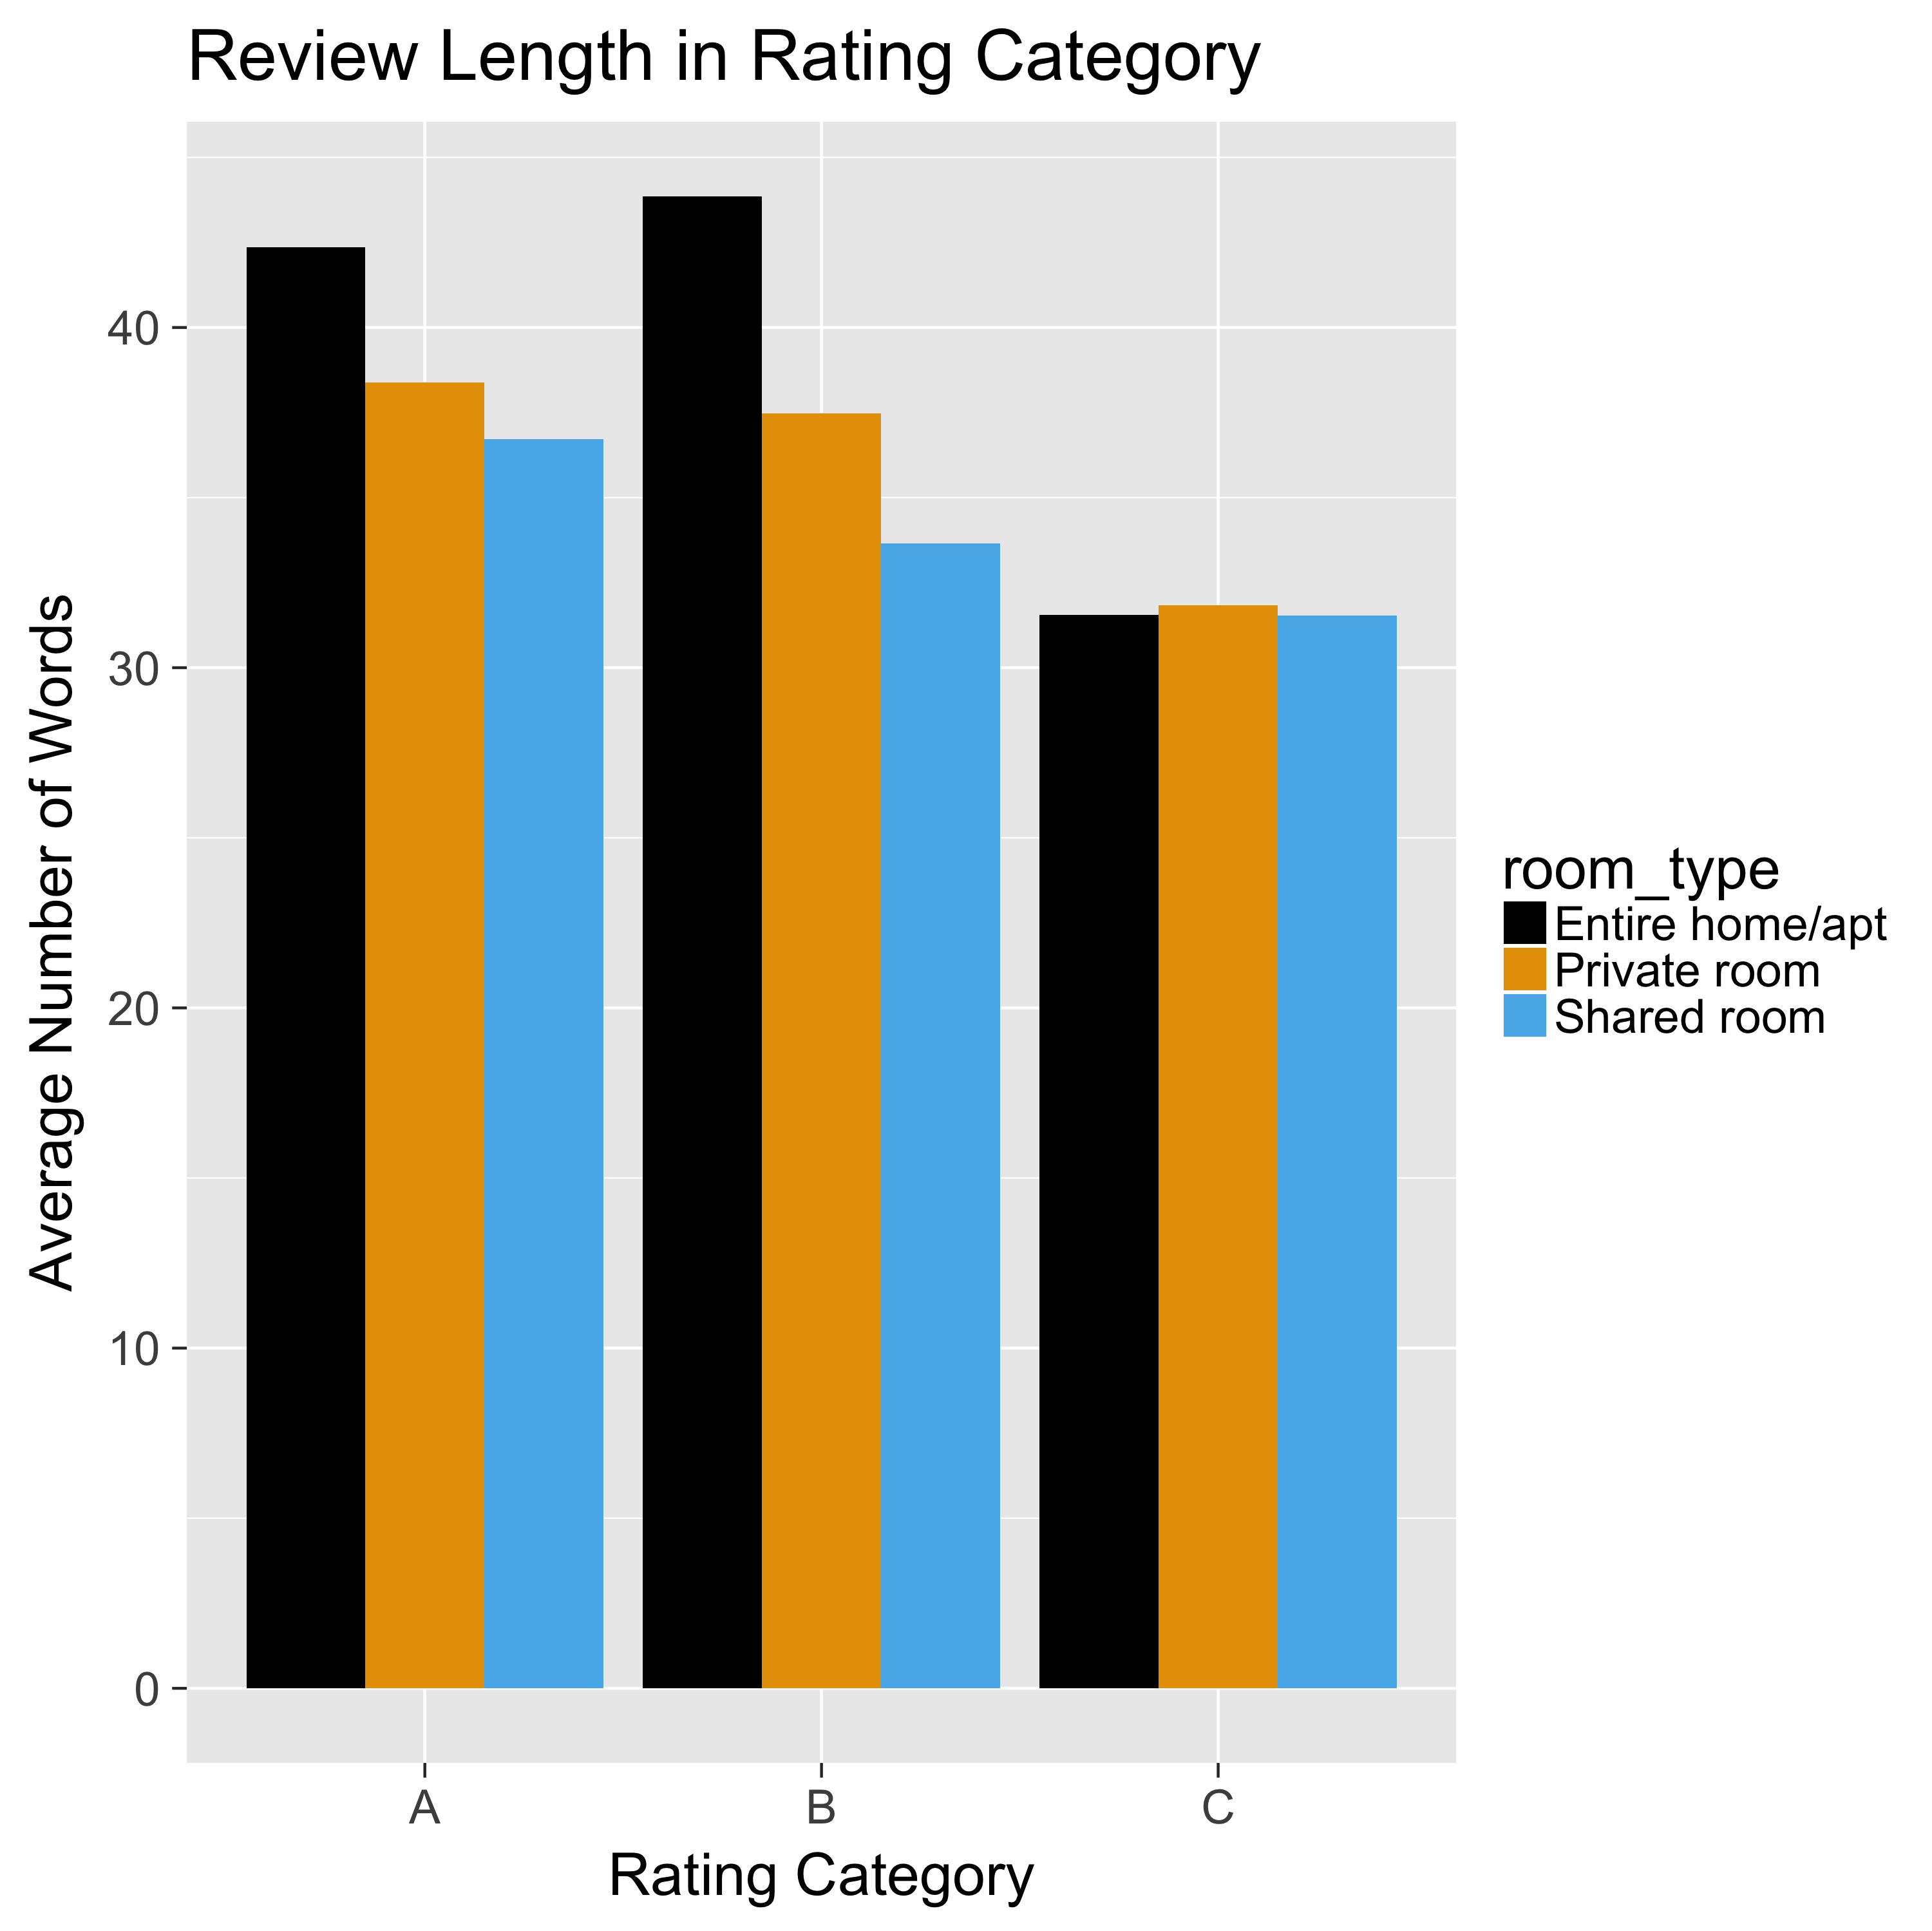 Review Length in Rating Category
Average Number of Words
40
30
20
10
0
A B C
Rating Category
room_type
Entire home/apt
Private room
Shared room